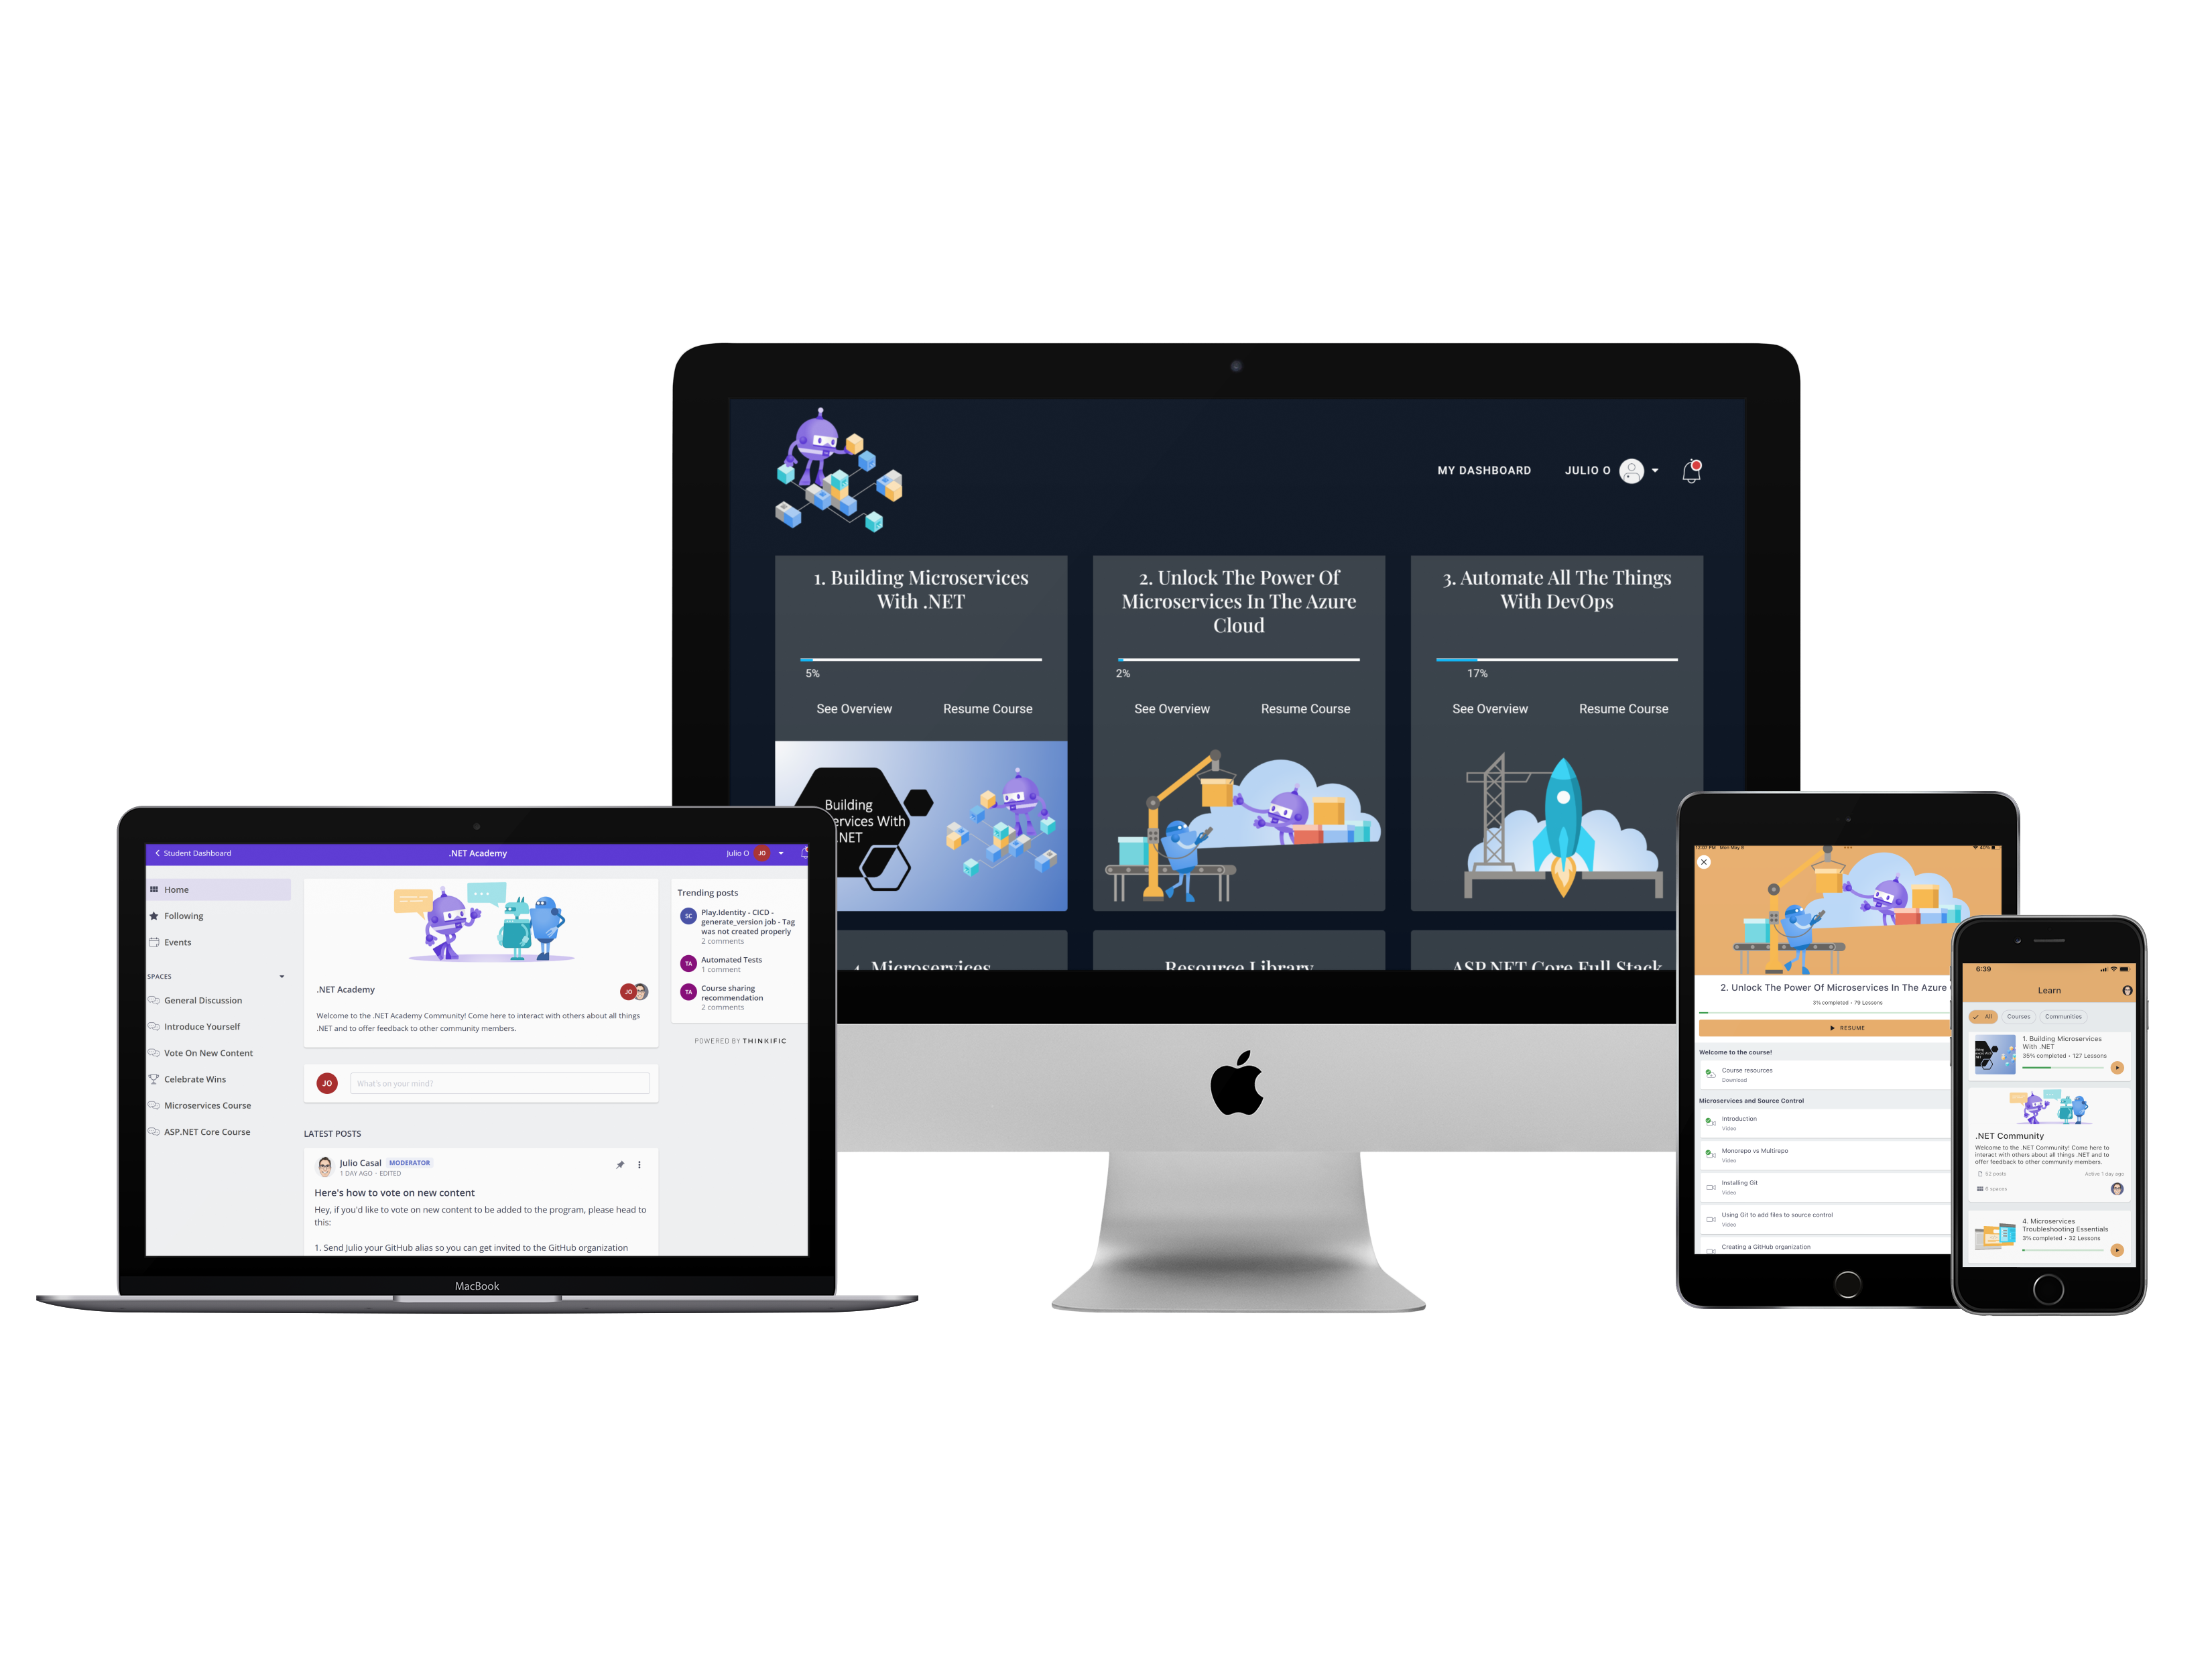 MY DASHBOARD
JULIO O
1. Building Microservices
With .NET
5%
See Overview
Resume Course
Building
ervices With
.NET
2. Unlock The Power Of
Microservices In The Azure
Cloud
2%
See Overview
Resume Course
3. Automate All The Things
With DevOps
17%
See Overview
Resume Course
4. Microservices
Resource Library
ASP.NET Core Full Stack
Student Dashboard
.NET Academy
Julio O
JO
Home
Following
Events
SPACES
General Discussion
Introduce Yourself
Vote On New Content
Celebrate Wins
Microservices Course
ASP.NET Core Course
.NET Academy
JO
Welcome to the .NET Academy Community! Come here to interact with others about all things
.NET and to offer feedback to other community members.
JO
What's on your mind?
LATEST POSTS
Julio Casal
MODERATOR
1 DAY AGO - EDITED
Here's how to vote on new content
Hey, if you'd like to vote on new content to be added to the program, please head to
this:
1. Send Julio your GitHub alias so you can get invited to the GitHub organization
Trending posts
SC
Play.Identity - CICD -
generate_version job - Tag
was not created properly
2 comments
TA
Automated Tests
1 comment
TA
Course sharing
recommendation
2 comments
POWERED BY THINKIFIC
MacBook
12:07 PM Mon May 8
40%
2. Unlock The Power Of Microservices In The Azure
3% completed • 79 Lessons
RESUME
Welcome to the course!
Course resources
Download
Microservices and Source Control
Introduction
Video
Monorepo vs Multirepo
Video
Installing Git
Video
Using Git to add files to source control
Video
Creating a GitHub organization
6:39
Learn
All
Courses
Communities
1. Building Microservices
With .NET
35% completed • 127 Lessons
.NET Community
Welcome to the .NET Community! Come here to
interact with others about all things .NET and to
offer feedback to other community members.
52 posts
Active 1 day ago
6 spaces
4. Microservices
Troubleshooting Essentials
3% completed • 32 Lessons